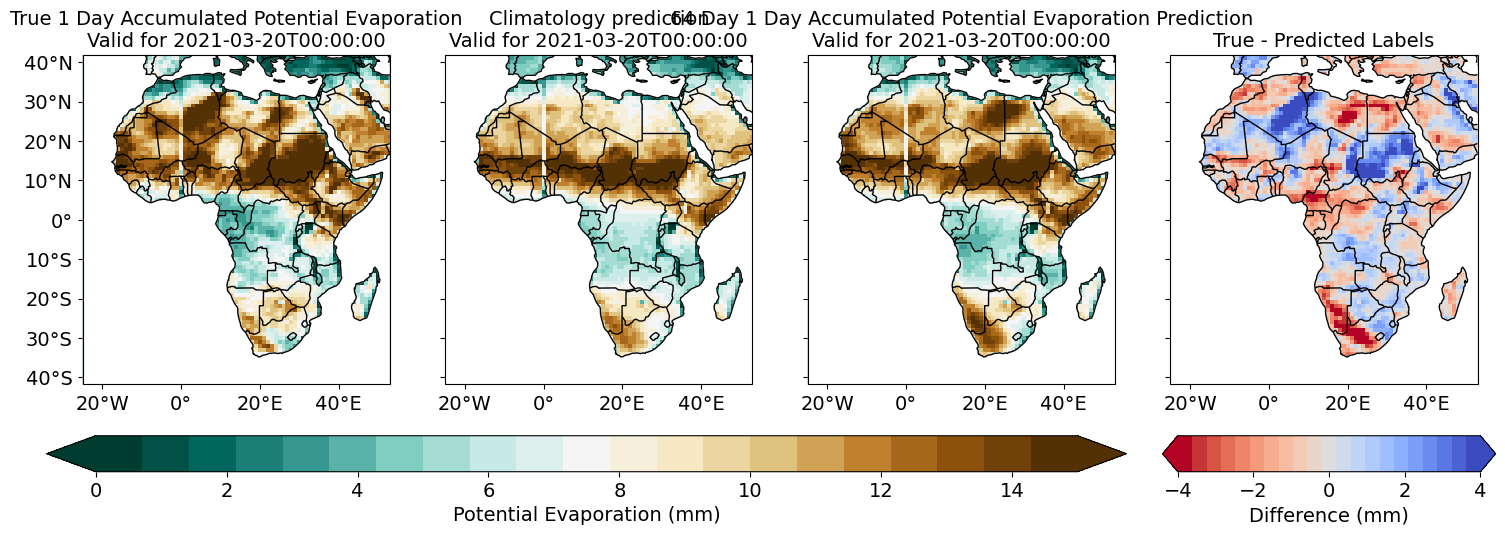 True 1 Day Accumulated Potential Evaporation
Valid for 2021-03-20T00:00:00
Climatology prediction
Valid for 2021-03-20T00:00:00
64 Day 1 Day Accumulated Potential Evaporation Prediction
Valid for 2021-03-20T00:00:00
True - Predicted Labels
40°N
30°N
20°N
10°N
0°
10°S
20°S
30°S
40°S
20°W 0° 20°E 40°E
20°W 0° 20°E 40°E
20°W 0° 20°E 40°E
20°W 0° 20°E 40°E
0 2 4 6 8 10 12 14
Potential Evaporation (mm)
−4 −2 0 2 4
Difference (mm)